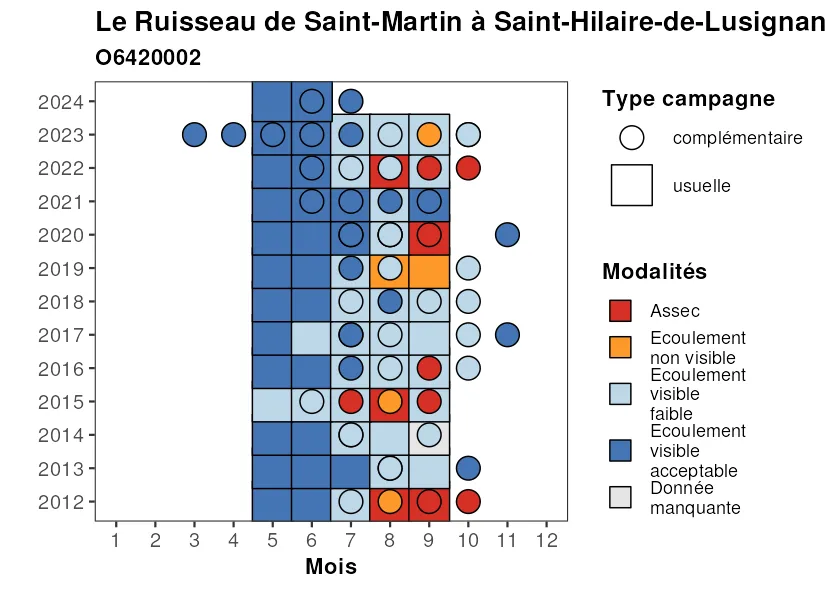 Le Ruisseau de Saint-Martin à Saint-Hilaire-de-Lusignan
O6420002
2024
2023
2022
2021
2020
2019
2018
2017
2016
2015
2014
2013
2012
1 2 3 4 5 6 7 8 9 10 11 12
Mois
Type campagne
complémentaire
usuelle
Modalités
Assec
Ecoulement
non visible
Ecoulement
visible
faible
Ecoulement
visible
acceptable
Donnée
manquante